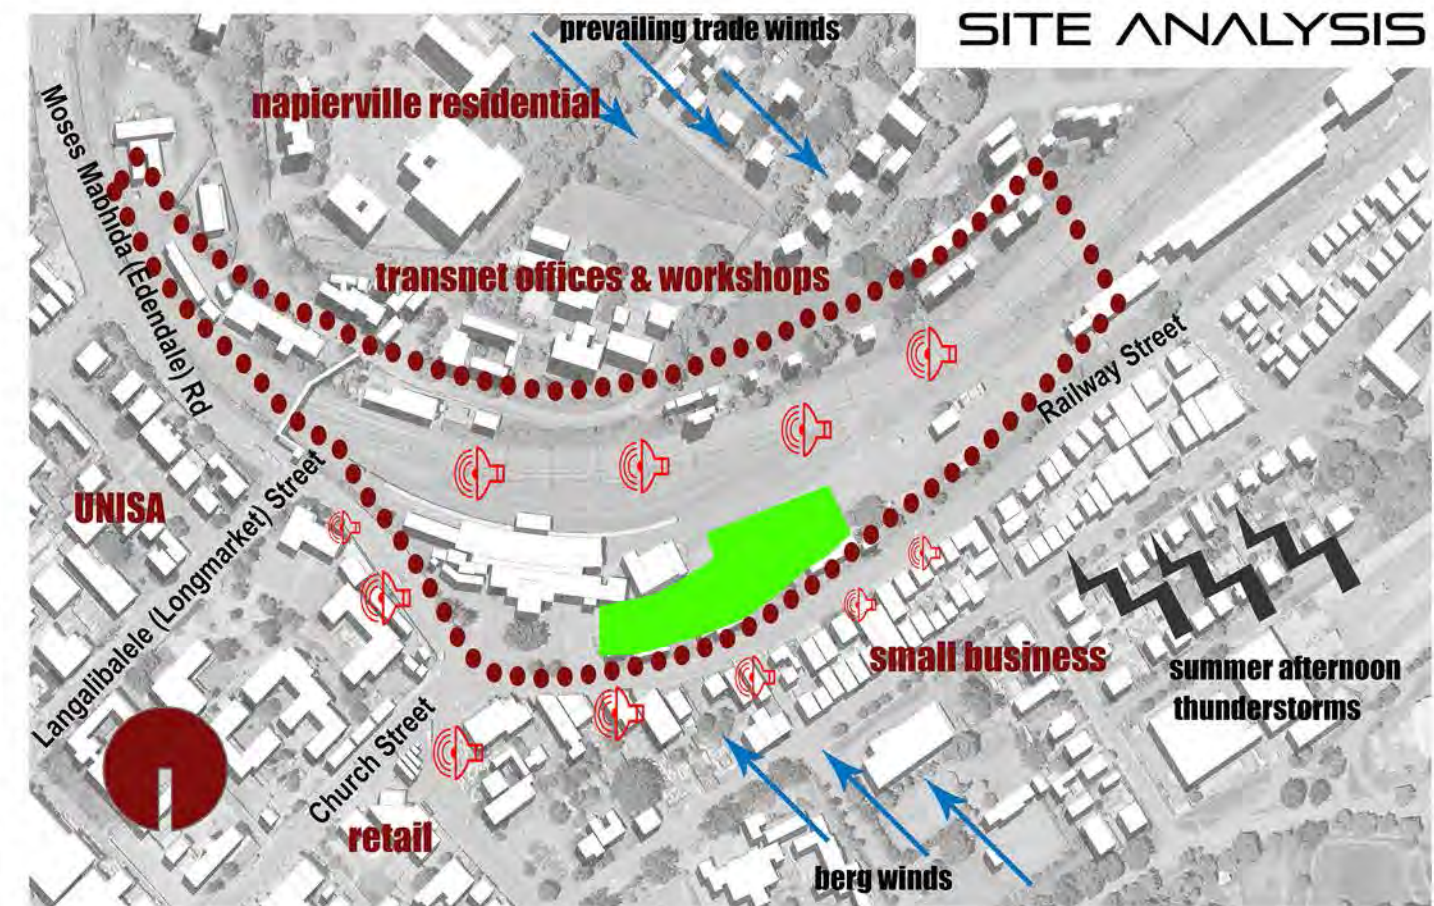 SITE ANALYSIS
prevailing trade winds
napierville residential
Moses Mabhida (Edendale) Rd
transnet offices & workshops
Railway Street
UNISA
Langalibalele (Longmarket) Street
small business
summer afternoon
thunderstorms
Church Street
retail
berg winds